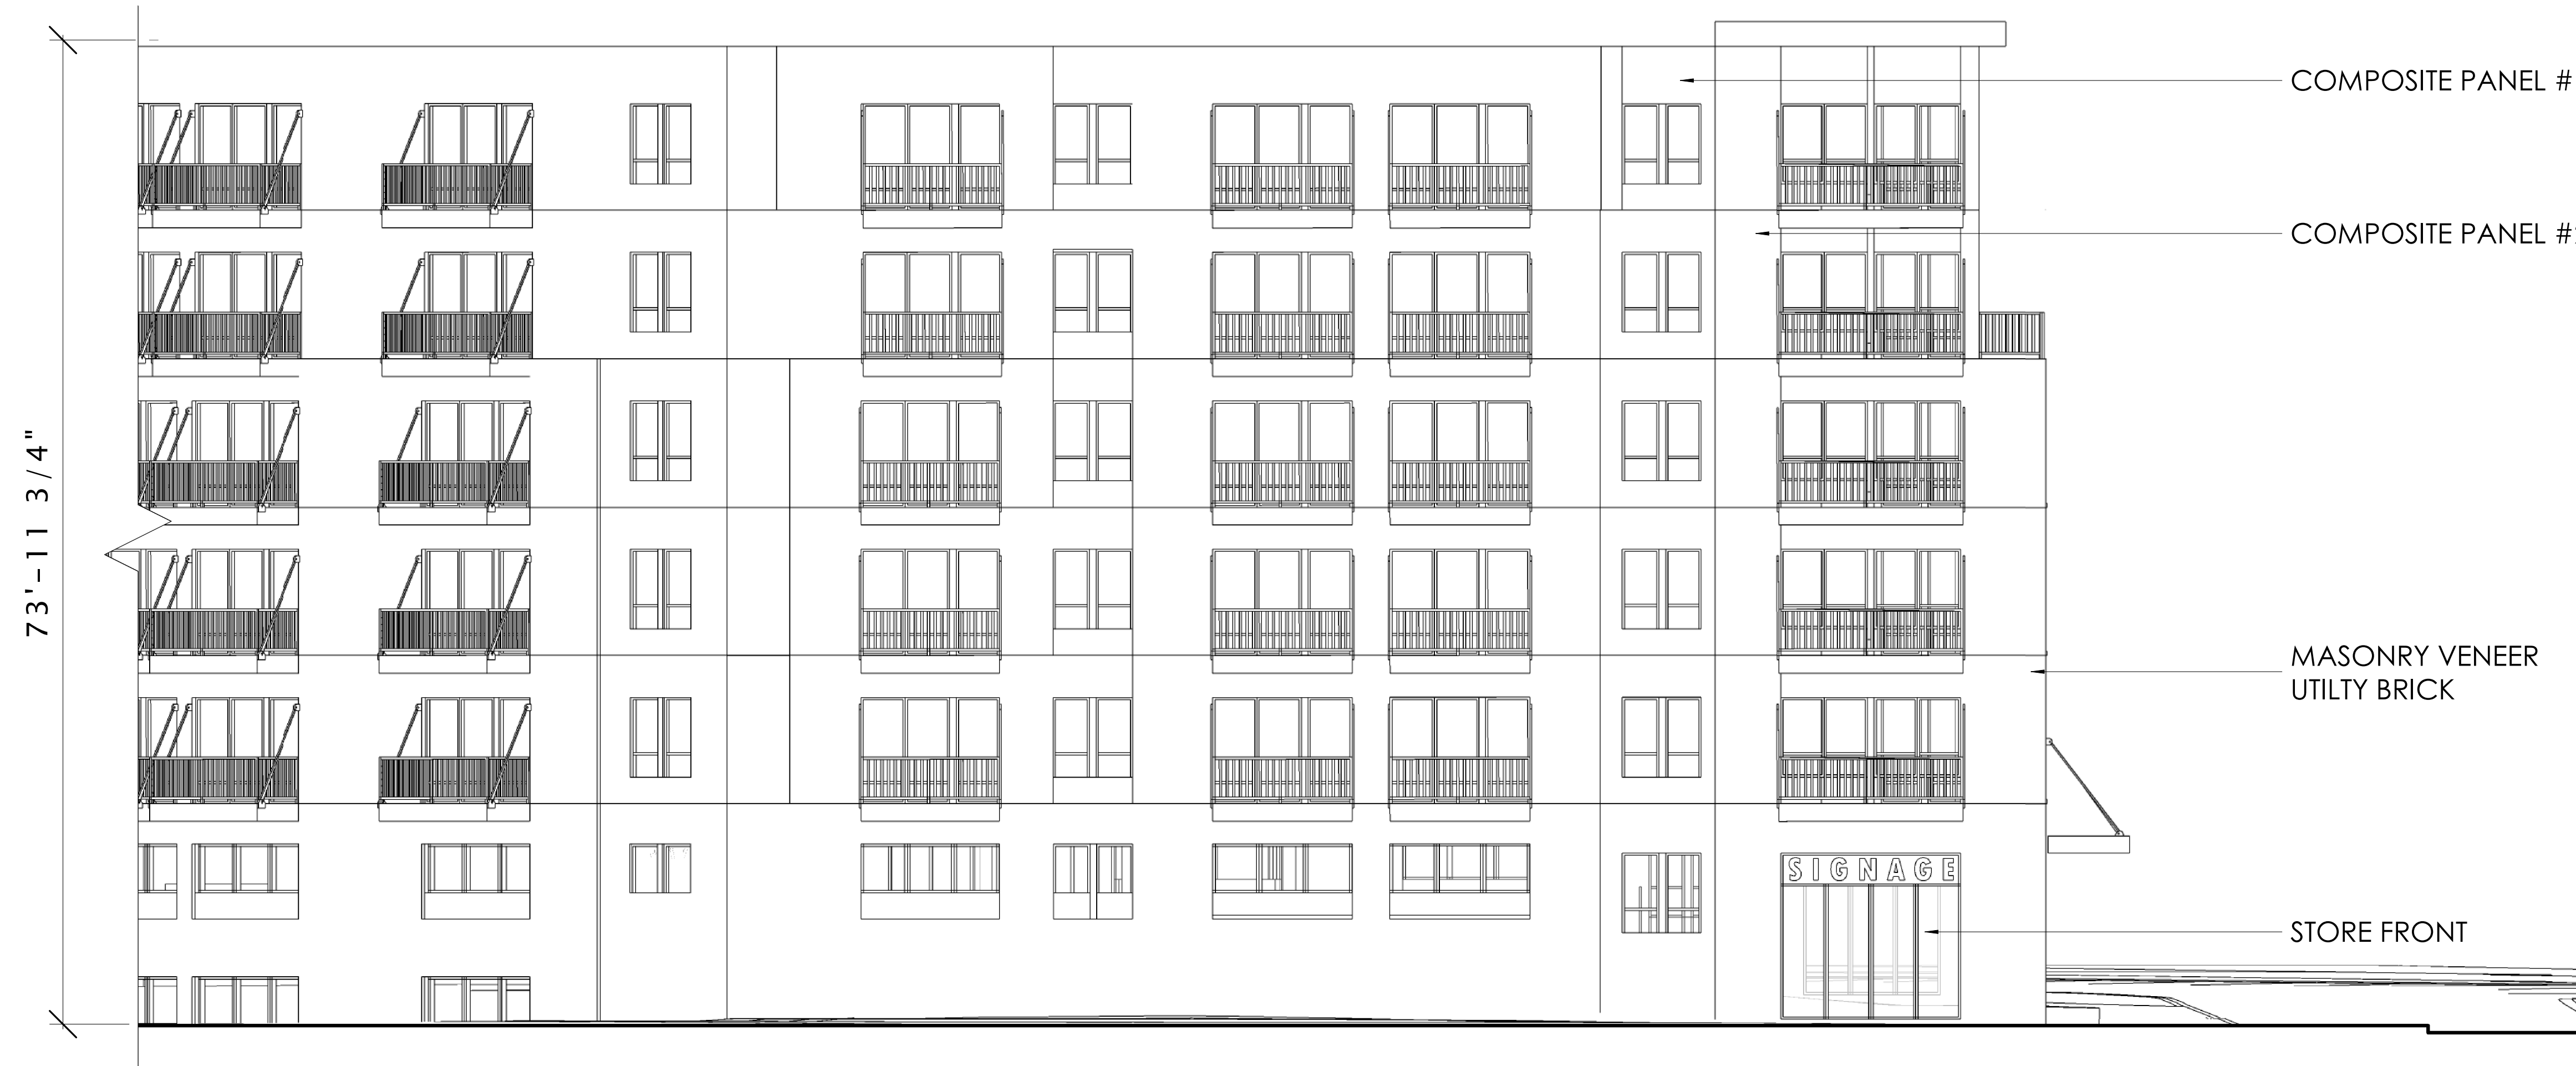 COMPOSITE PANEL #
COMPOSITE PANEL #
73'-11 3/4"
MASONRY VENEER
UTILTY BRICK
SIGNAGE
STORE FRONT